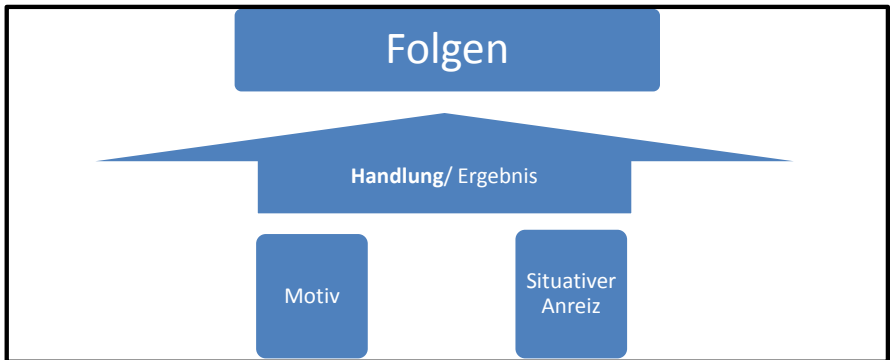 Folgen
Handlung/ Ergebnis
Motiv
Situativer
Anreiz